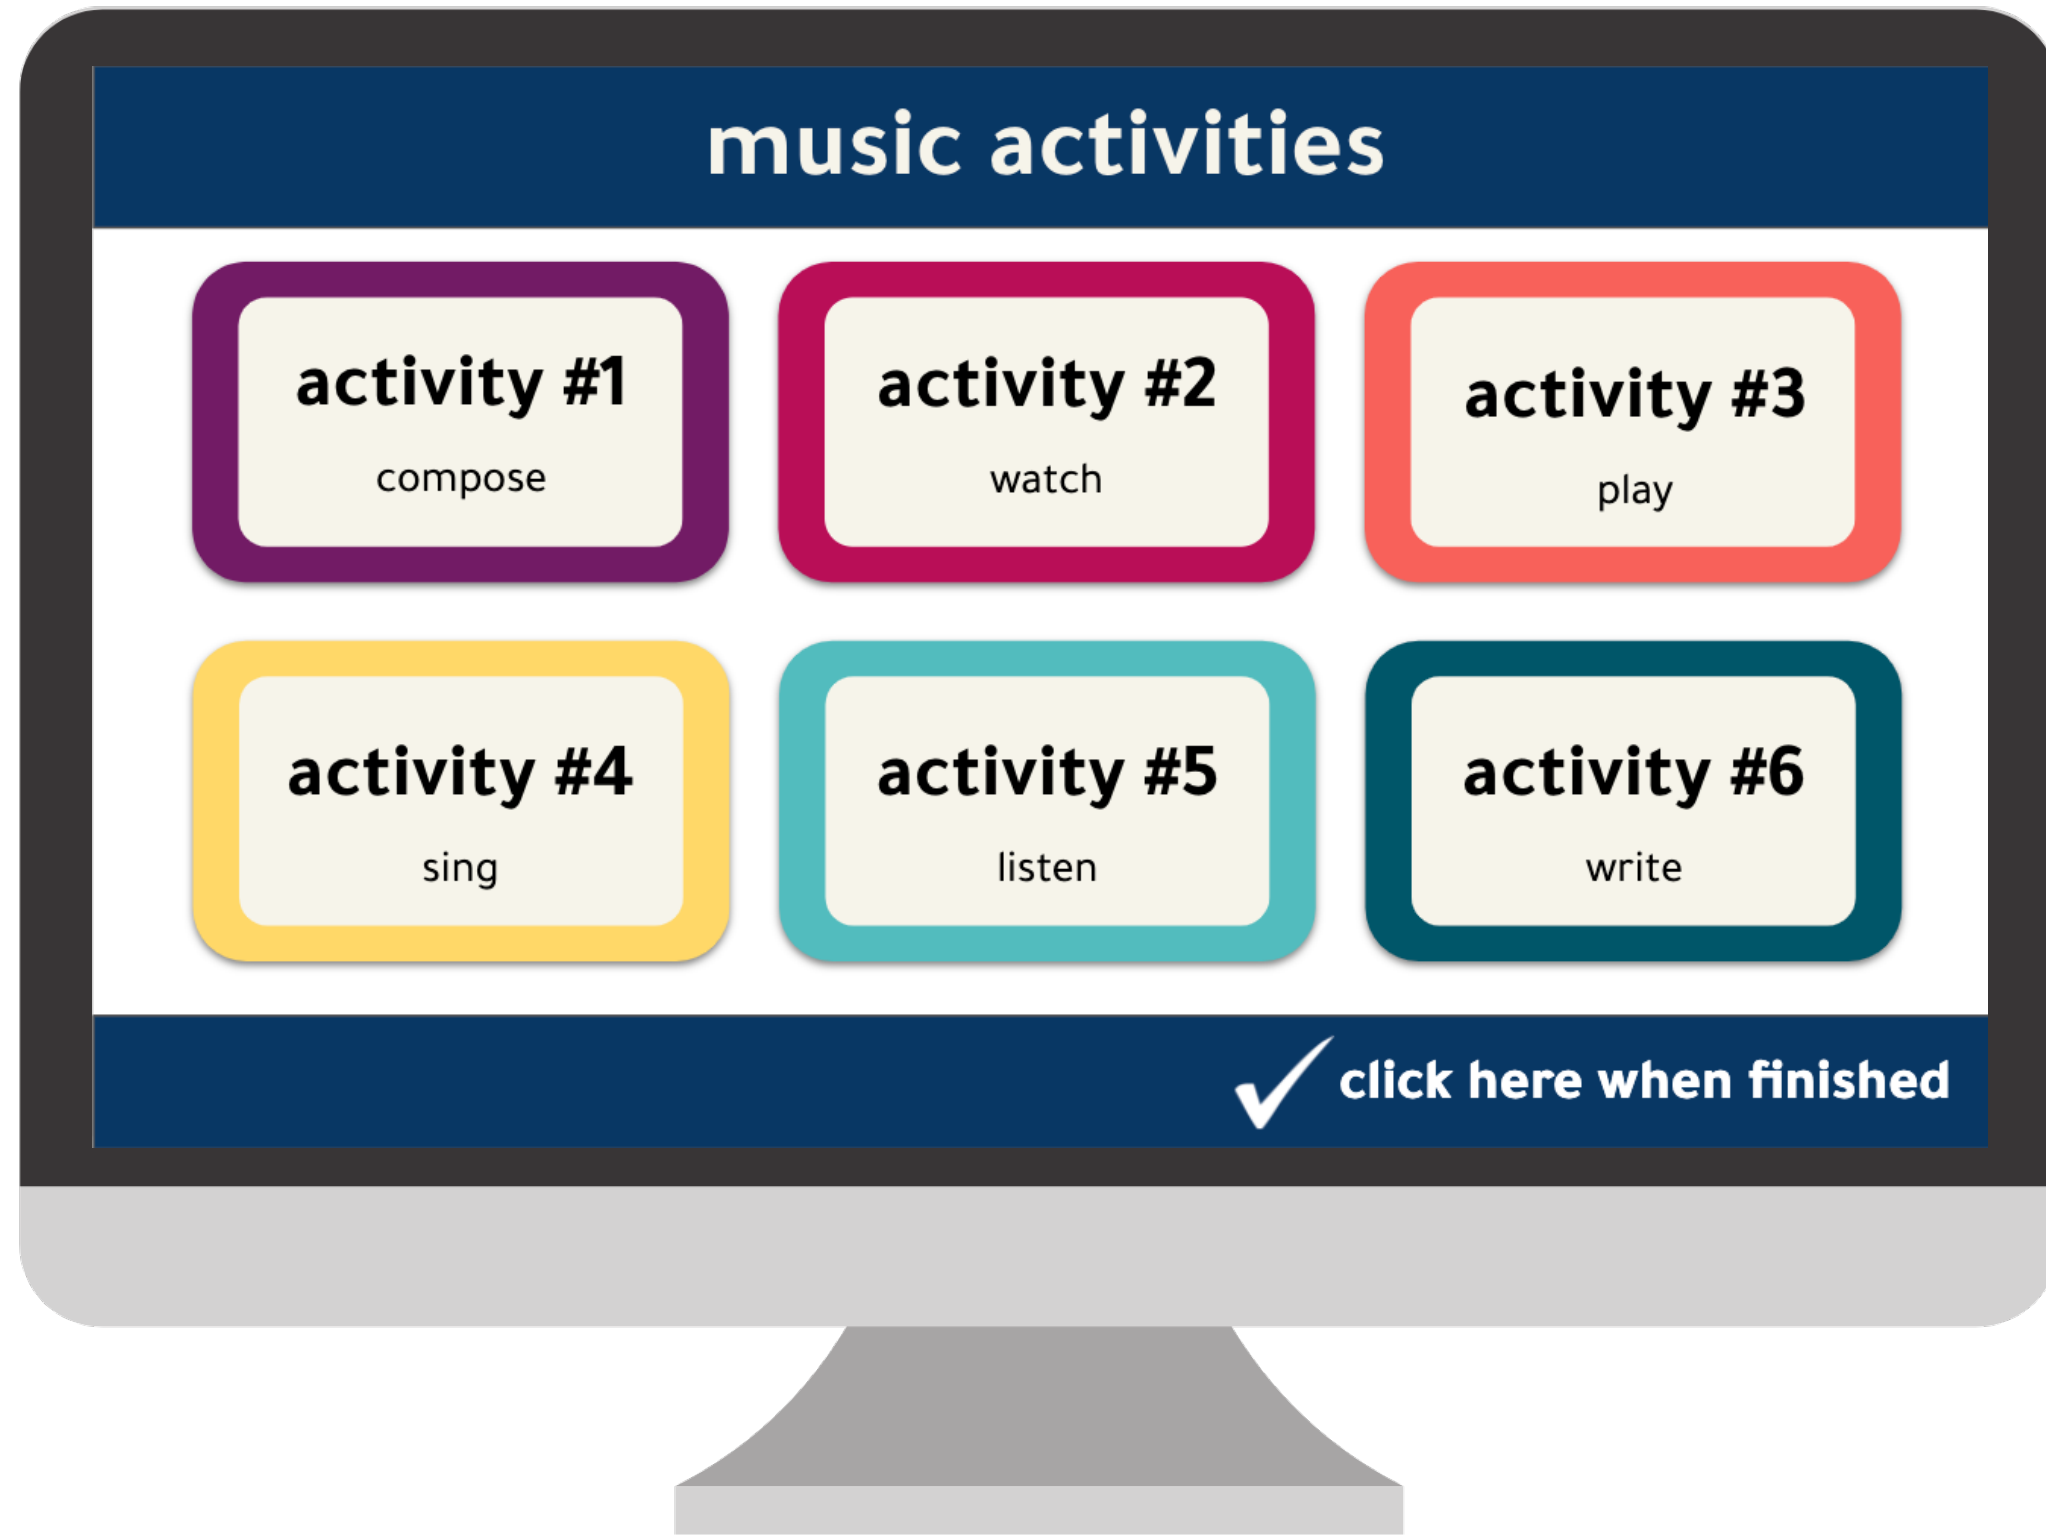 music activities
activity #1
compose
activity #2
watch
activity #3
play
activity #4
sing
activity #5
listen
activity #6
write
click here when finished